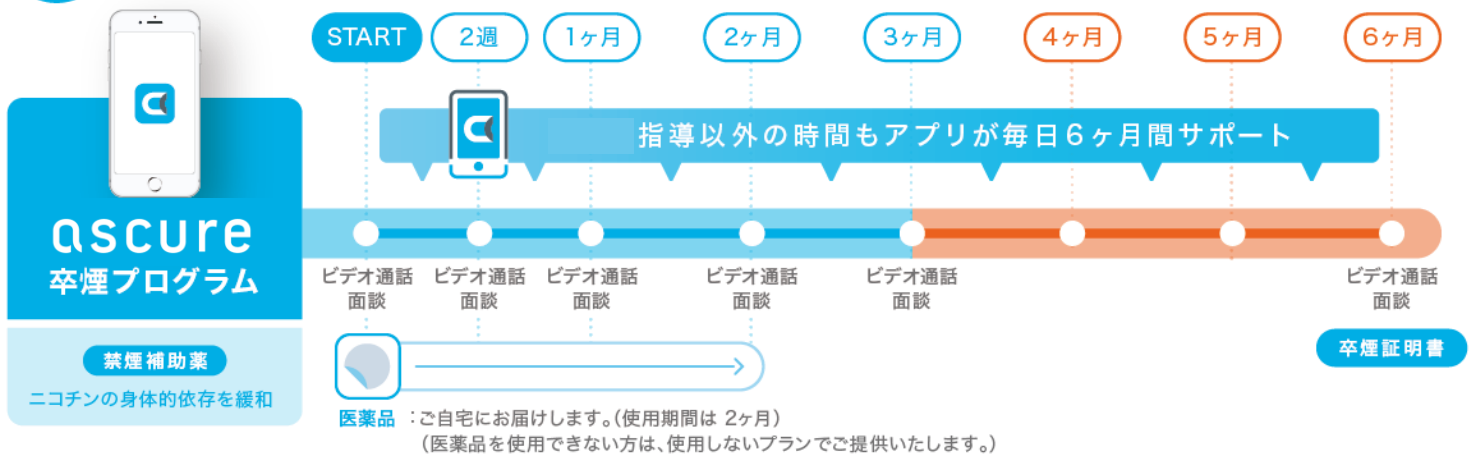 START
2週
1ヶ月
2ヶ月
3ヶ月
4ヶ月
5ヶ月
6ヶ月
指導以外の時間もアプリが毎日6ヶ月間サポート
ascure
卒煙プログラム
ビデオ通話
面談
ビデオ通話
面談
ビデオ通話
面談
ビデオ通話
面談
ビデオ通話
面談
ビデオ通話
面談
禁煙補助薬
ニコチンの身体的依存を緩和
卒煙証明書
医薬品 :ご自宅にお届けします。(使用期間は 2ヶ月)
(医薬品を使用できない方は、使用しないプランでご提供いたします。)